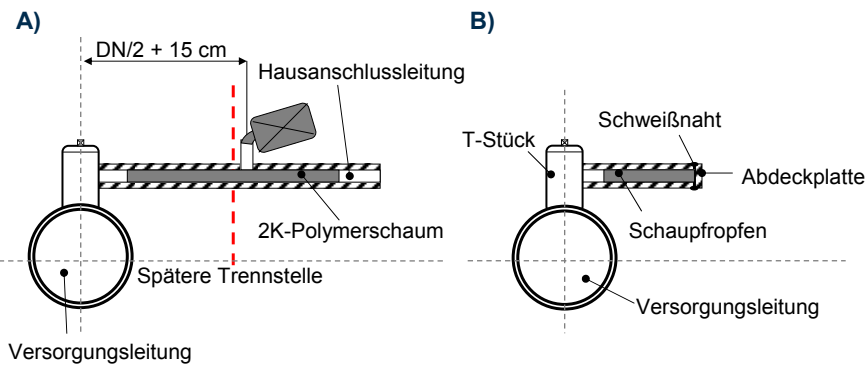 A)
DN/2 + 15 cm
Hausanschlussleitung
2K-Polymerschaum
Spätere Trennstelle
Versorgungsleitung
B)
Schweißnaht
T-Stück
Abdeckplatte
Schaupfropfen
Versorgungsleitung